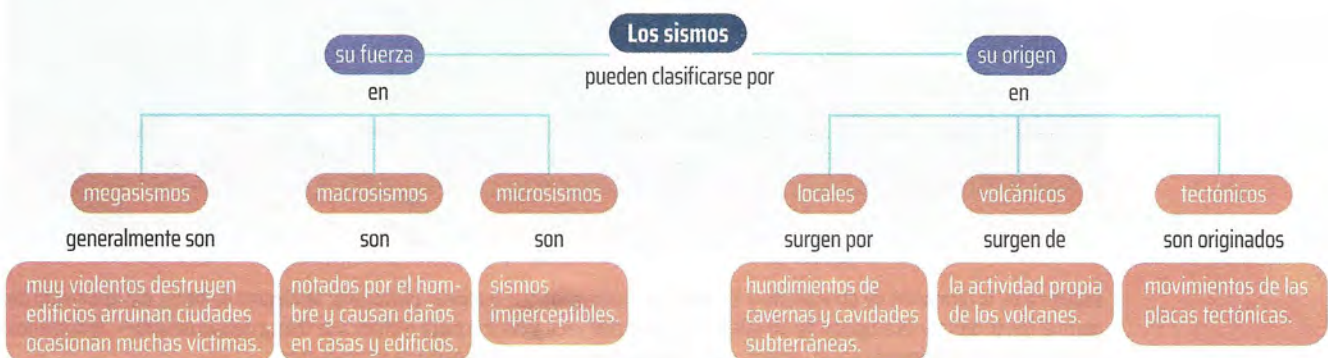 Los sismos
pueden clasificarse por
su fuerza
en
megasismos
generalmente son
muy violentos destruyen
edificios arruinan ciudades
ocasionan muchas víctimas.
macrosismos
son
notados por el hom-
bre y causan daños
en casas y edificios.
microsismos
son
sismos
imperceptibles.
su origen
en
locales
surgen por
hundimientos de
cavernas y cavidades
subterráneas.
volcánicos
surgen de
la actividad propia
de los volcanes.
tectónicos
son originados
movimientos de las
placas tectónicas.